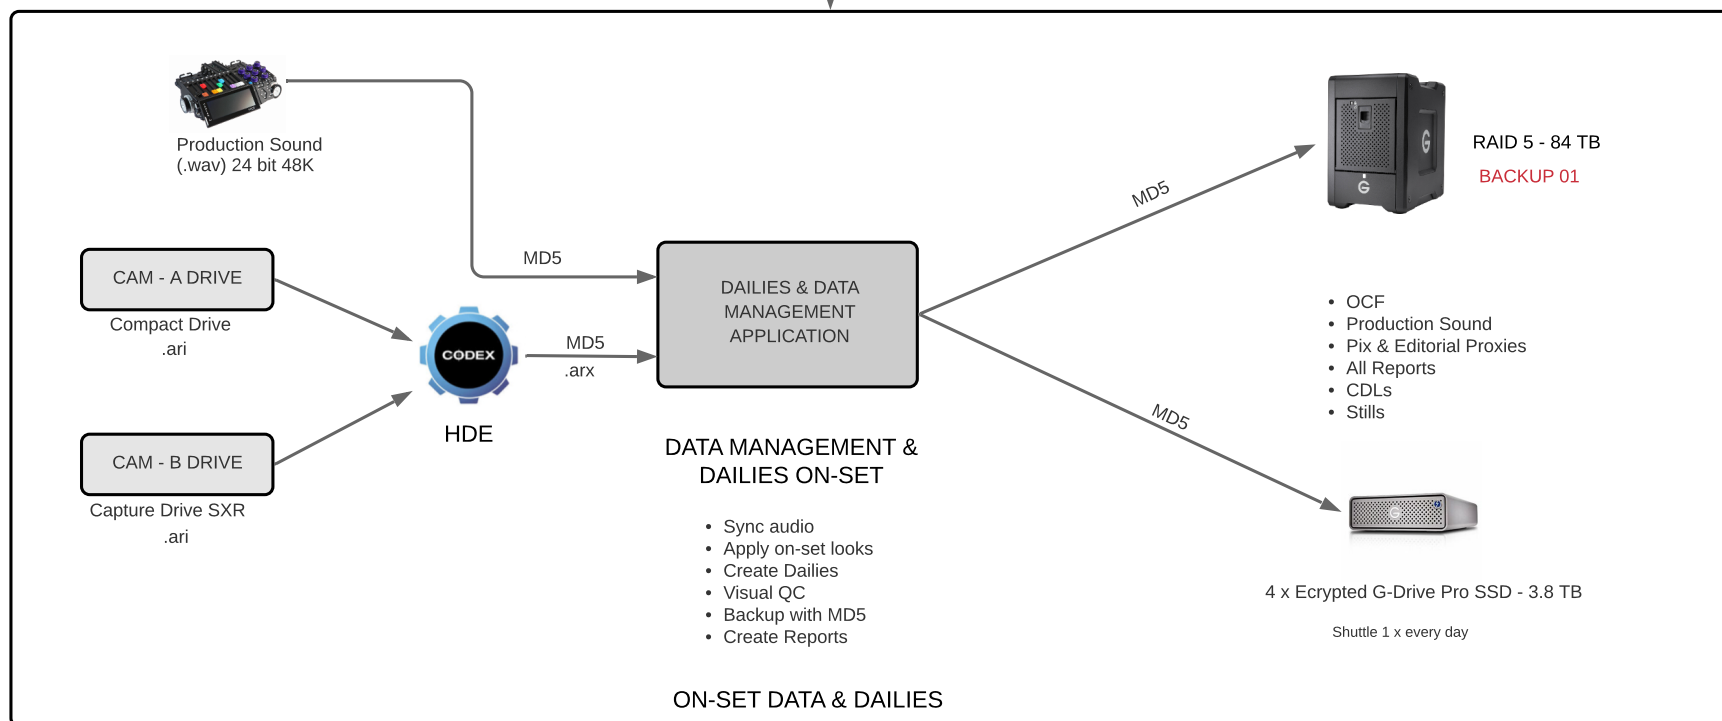 Production Sound
(.wav) 24 bit 48K
MD5
CAM - A DRIVE
Compact Drive
.ari
CODEX
HDE
MD5
.arx
CAM - B DRIVE
Capture Drive SXR
.ari
DAILIES & DATA
MANAGEMENT
APPLICATION
DATA MANAGEMENT &
DAILIES ON-SET
• Sync audio
• Apply on-set looks
• Create Dailies
• Visual QC
• Backup with MD5
• Create Reports
MD5
MD5
G
G
RAID 5 - 84 TB
BACKUP 01
• OCF
• Production Sound
• Pix & Editorial Proxies
• All Reports
• CDLs
• Stills
G
4 x Ecrypted G-Drive Pro SSD - 3.8 TB
Shuttle 1 x every day
ON-SET DATA & DAILIES